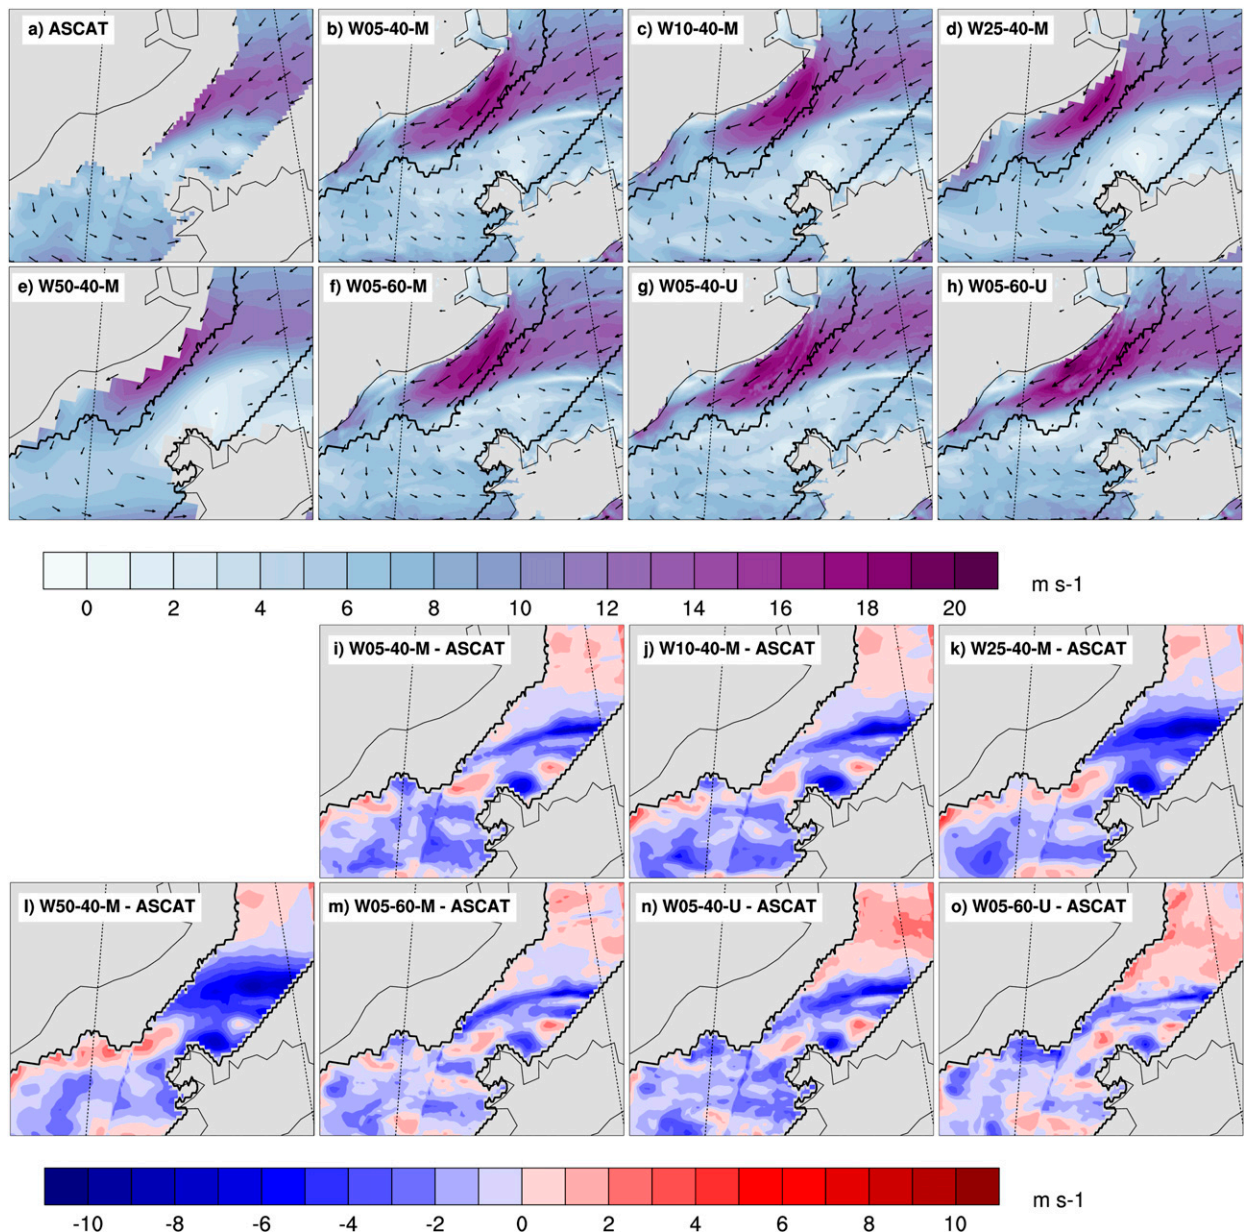 a) ASCAT
b) W05-40-M
c) W10-40-M
d) W25-40-M
e) W50-40-M
f) W05-60-M
g) W05-40-U
h) W05-60-U
0 2 4 6 8 10 12 14 16 18 20
m s-1
i) W05-40-M - ASCAT
j) W10-40-M - ASCAT
k) W25-40-M - ASCAT
l) W50-40-M - ASCAT
m) W05-60-M - ASCAT
n) W05-40-U - ASCAT
o) W05-60-U - ASCAT
-10 -8 -6 -4 -2 0 2 4 6 8 10
m s-1